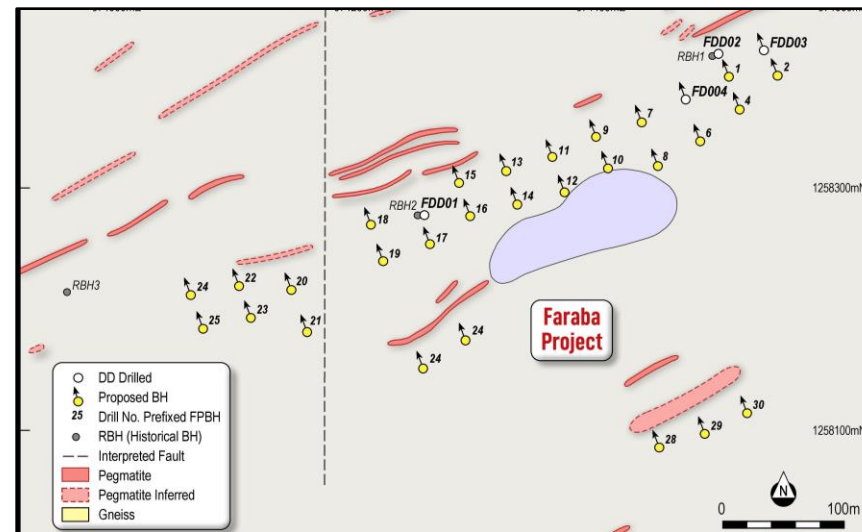 FDD02
FDD03
RBH1
1
2
FD004
4
7
6
9
11
8
10
13
15
12
1258300mN
14
RBH2
FDD01
16
18
17
19
RBH3
24
22
20
25
23
21
Faraba
Project
24
24
30
29
28
1258100mN
DD Drilled
Proposed BH
25 Drill No. Prefixed FPBH
RBH (Historical BH)
Interpreted Fault
Pegmatite
Pegmatite Inferred
Gneiss
N
0 100m